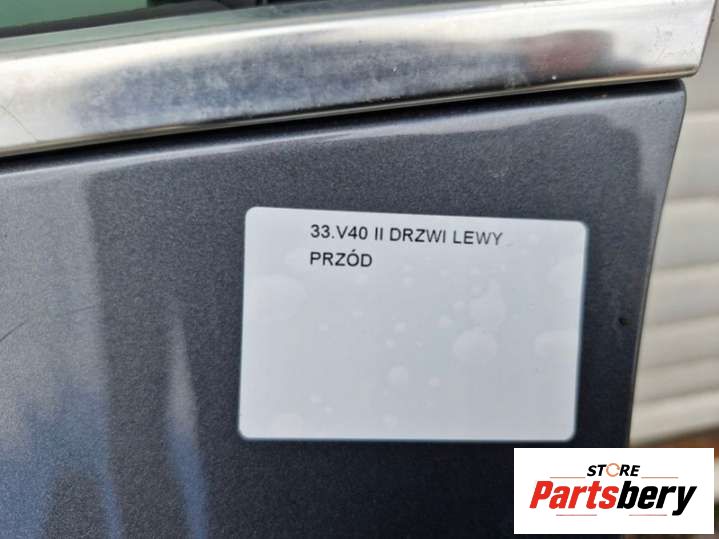 33.V40 II DRZWI LEWY
PRZÓD
STORE
Partsbery